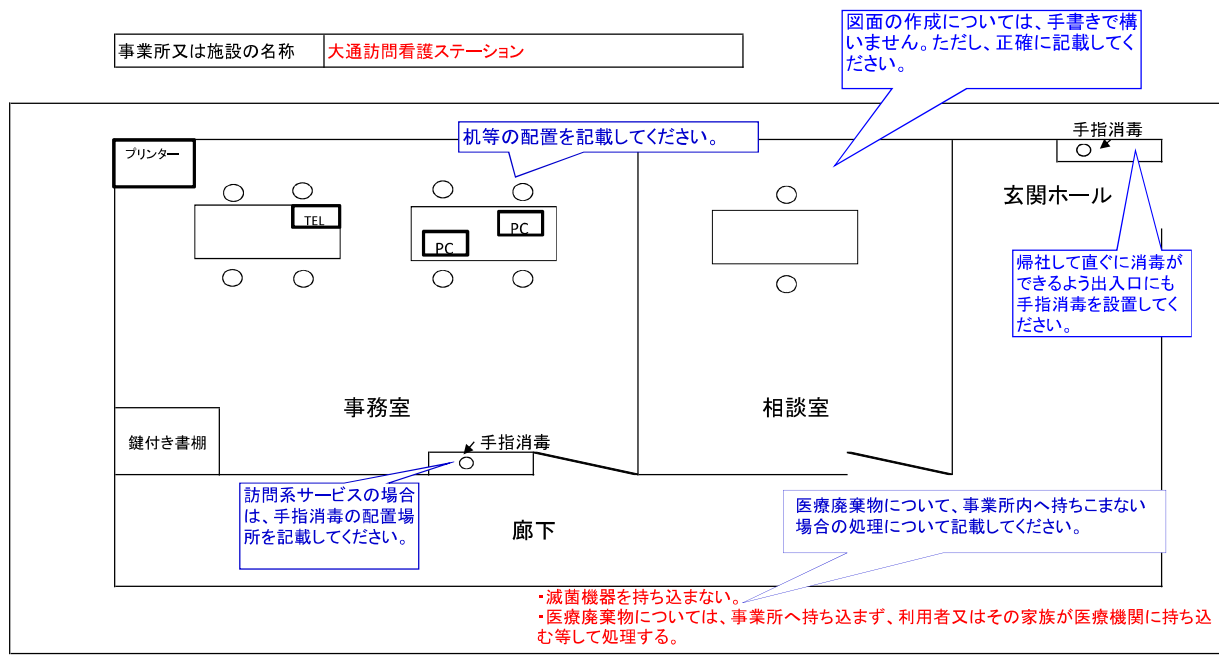 事業所又は施設の名称
大通訪問看護ステーション
図面の作成については、手書きで構
いません。ただし、正確に記載してく
ださい。
机等の配置を記載してください。
手指消毒
プリンター
玄関ホール
TEL
PC
PC
帰社して直ぐに消毒が
できるよう出入口にも
手指消毒を設置してく
ださい。
事務室
相談室
鍵付き書棚
手指消毒
訪問系サービスの場合
は、手指消毒の配置場
所を記載してください。
医療廃棄物について、事業所内へ持ちこまない
場合の処理について記載してください。
廊下
・滅菌機器を持ち込まない。
・医療廃棄物については、事業所へ持ち込まず、利用者又はその家族が医療機関に持ち込
む等して処理する。